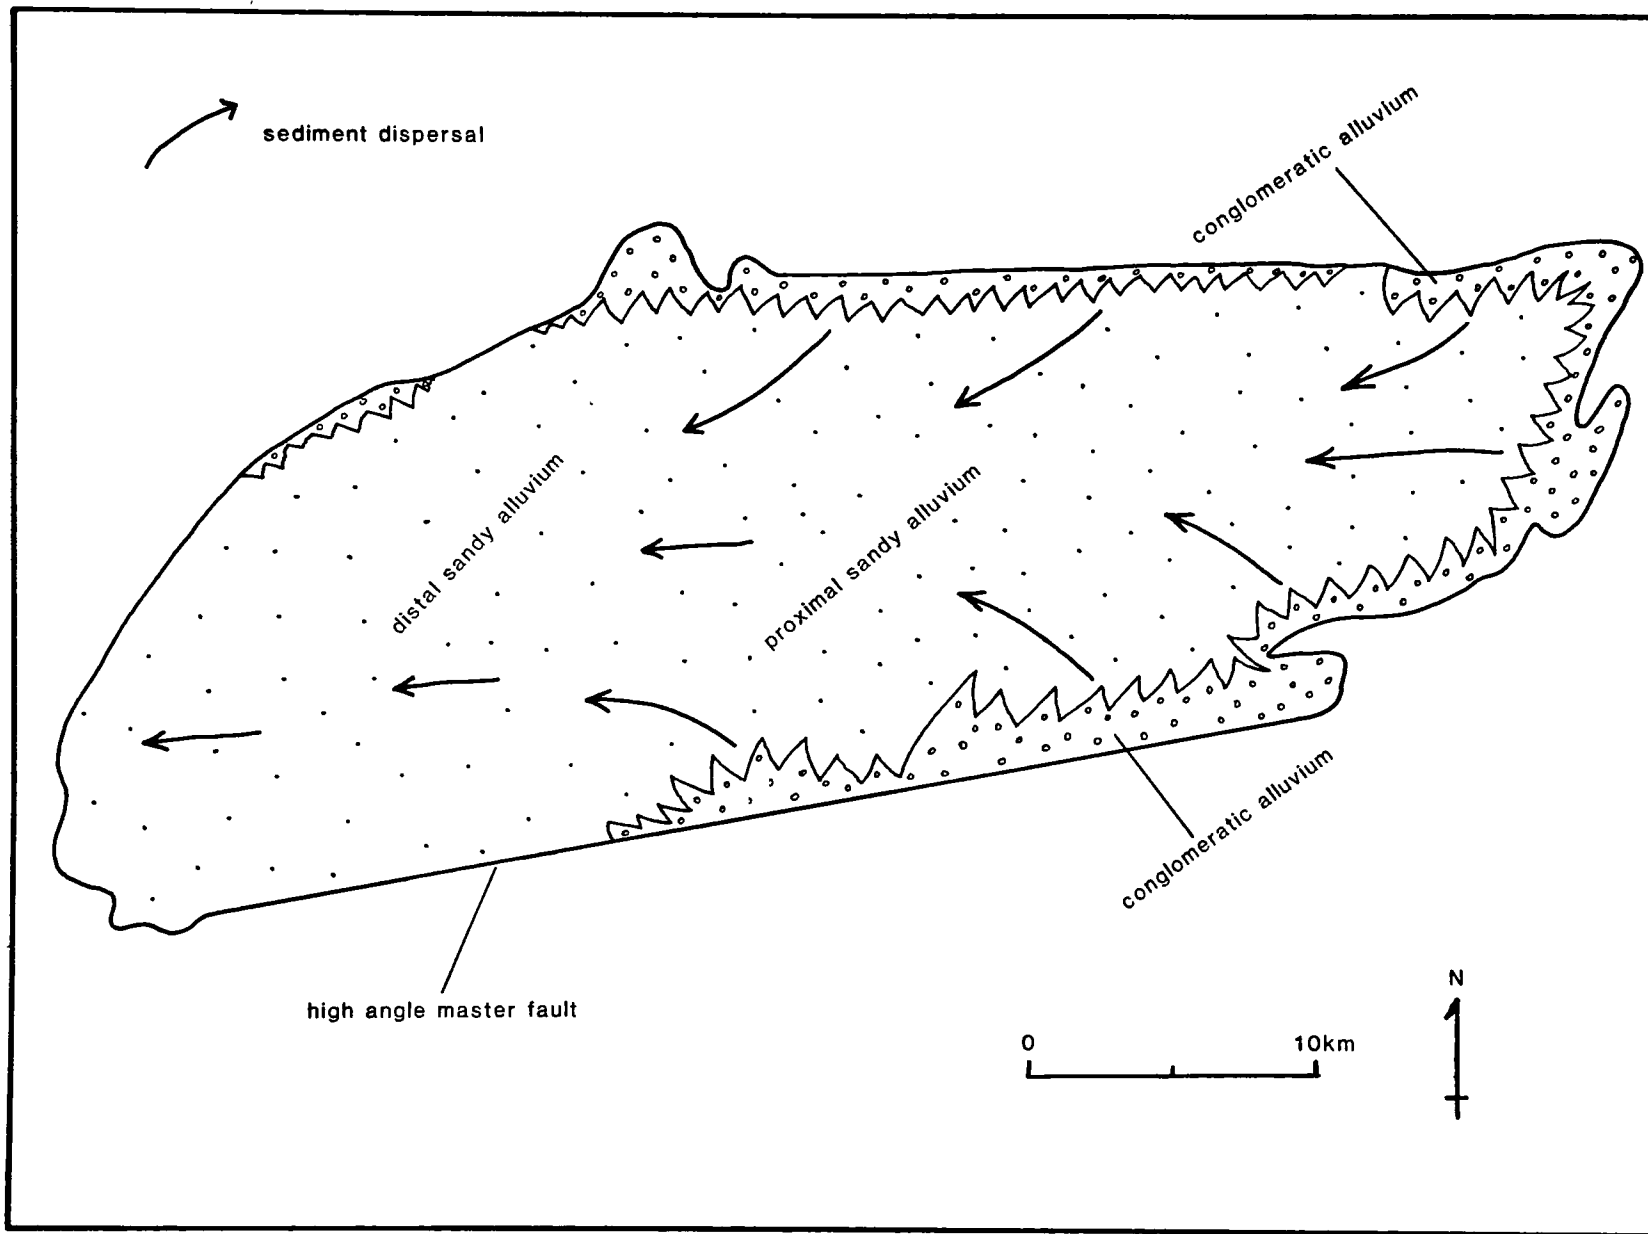 sediment dispersal
conglomeratic alluvium
distal sandy alluvium
proximal sandy alluvium
conglomeratic alluvium
high angle master fault
N
0 10km